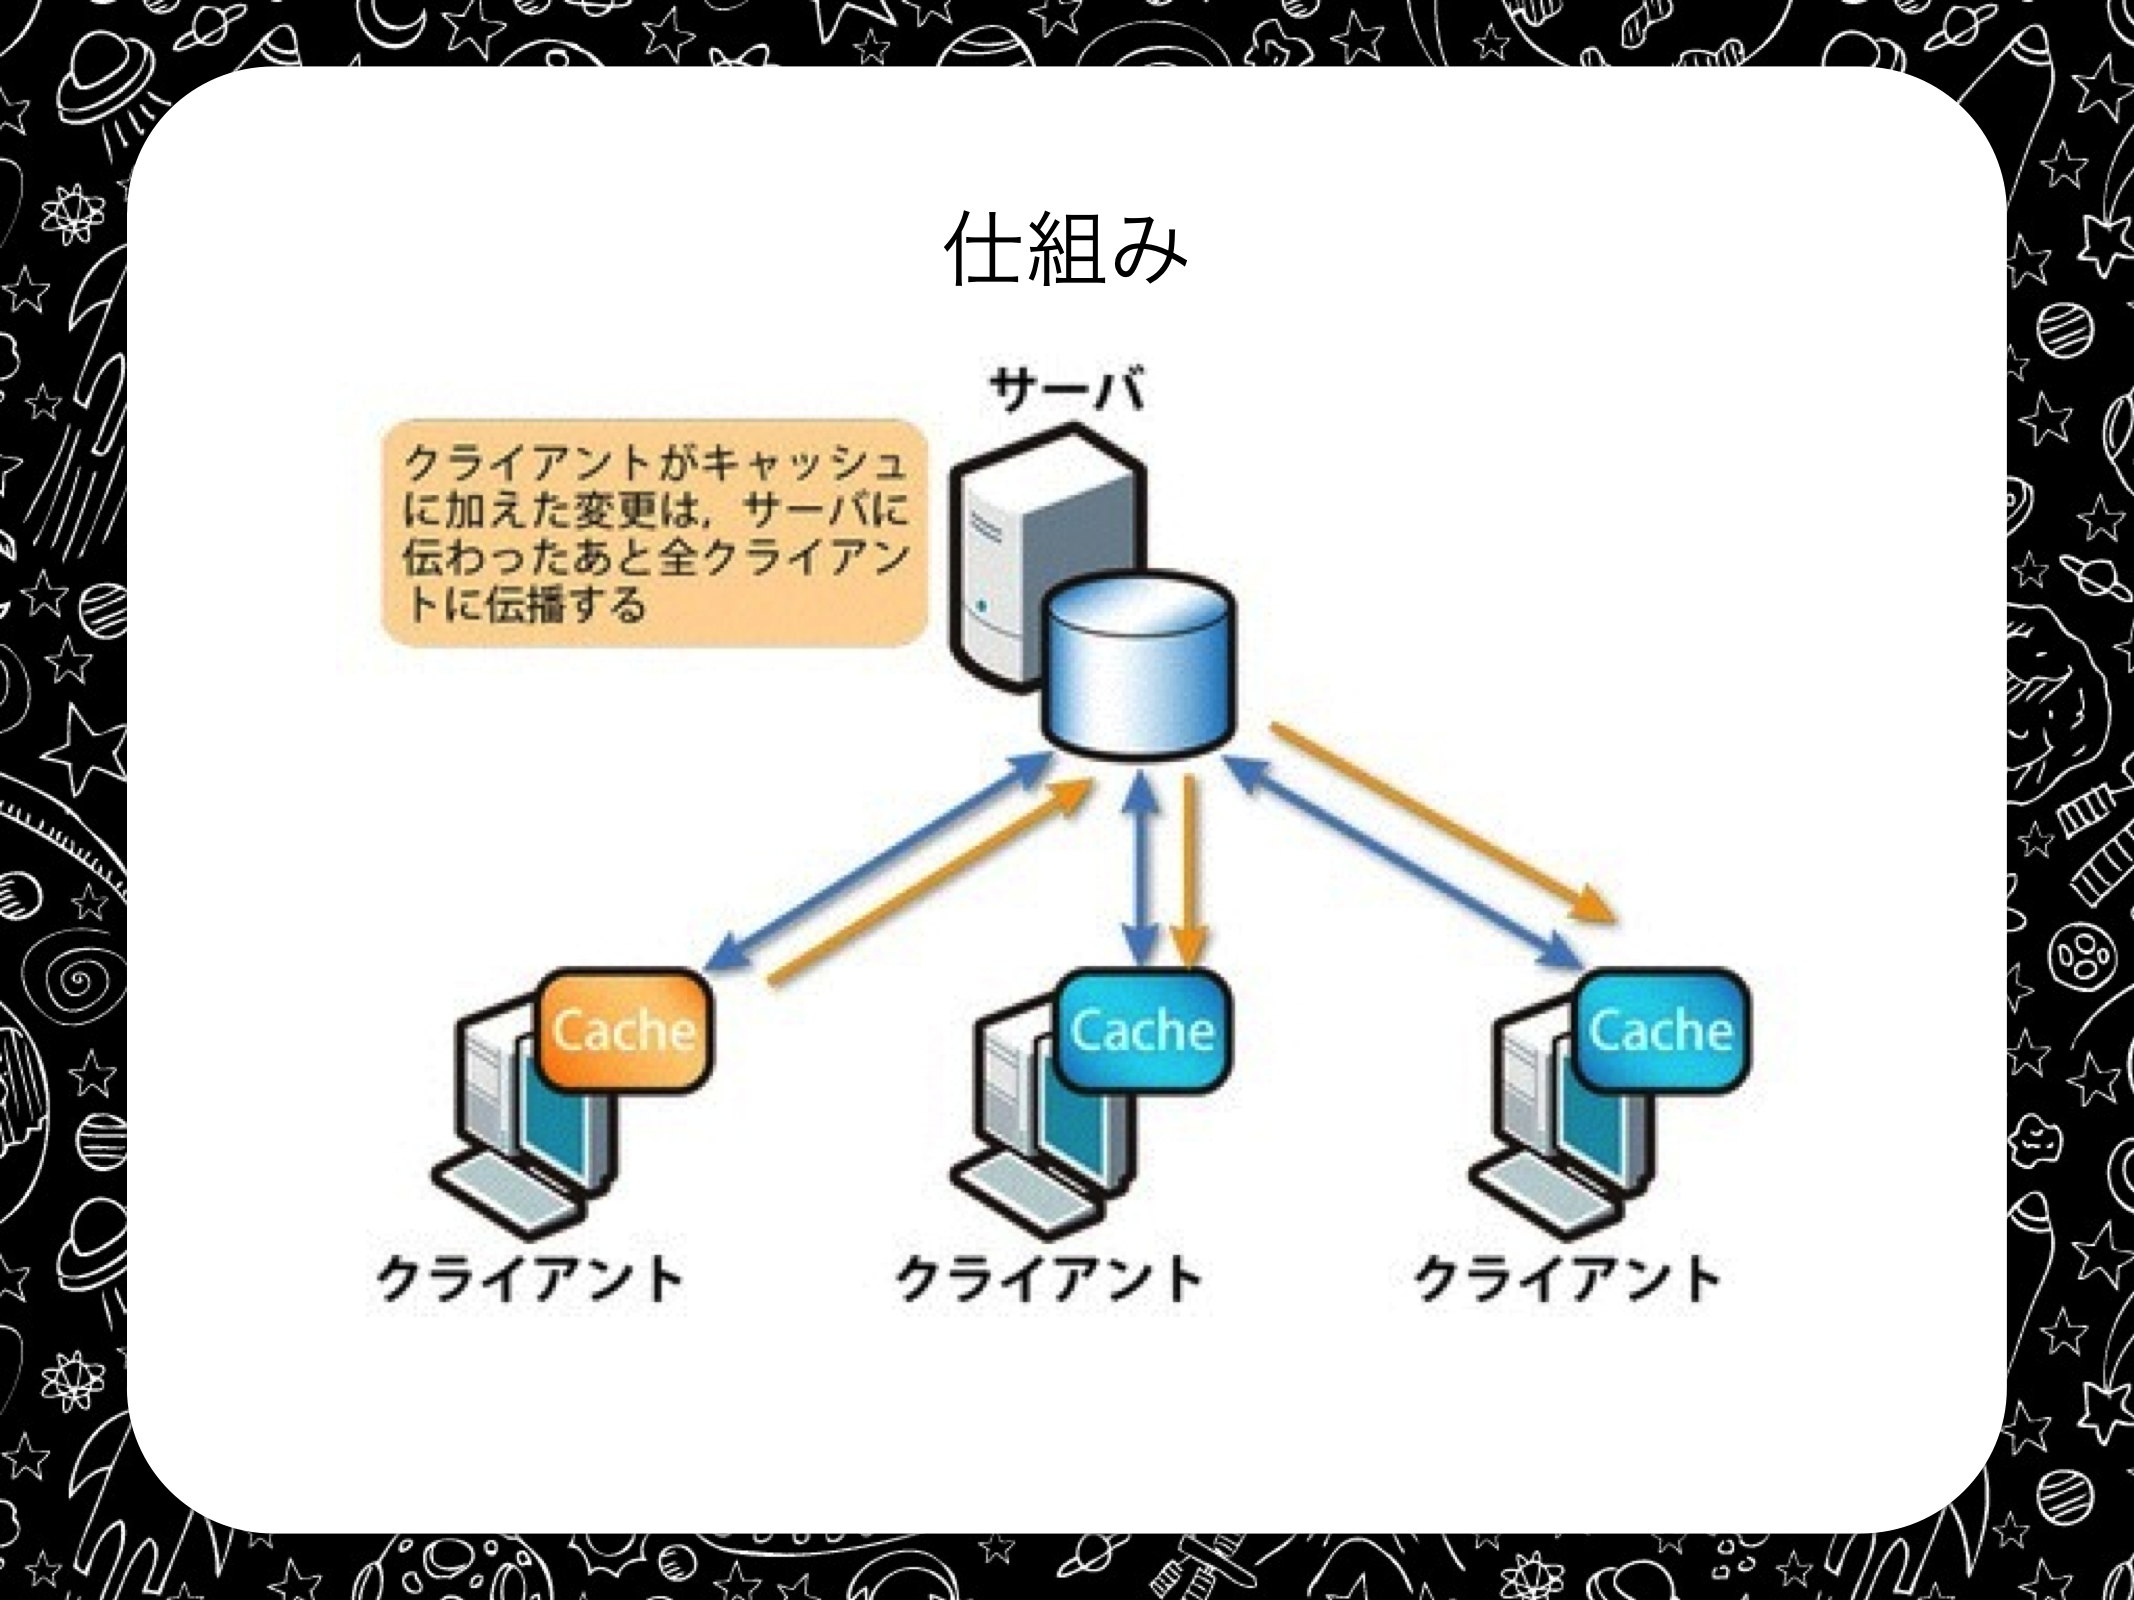 仕組み
サーバ
クライアントがキャッシュ
に加えた変更は，サーバに
伝わったあと全クライアン
トに伝播する
Cache
Cache
Cache
クライアント
クライアント
クライアント